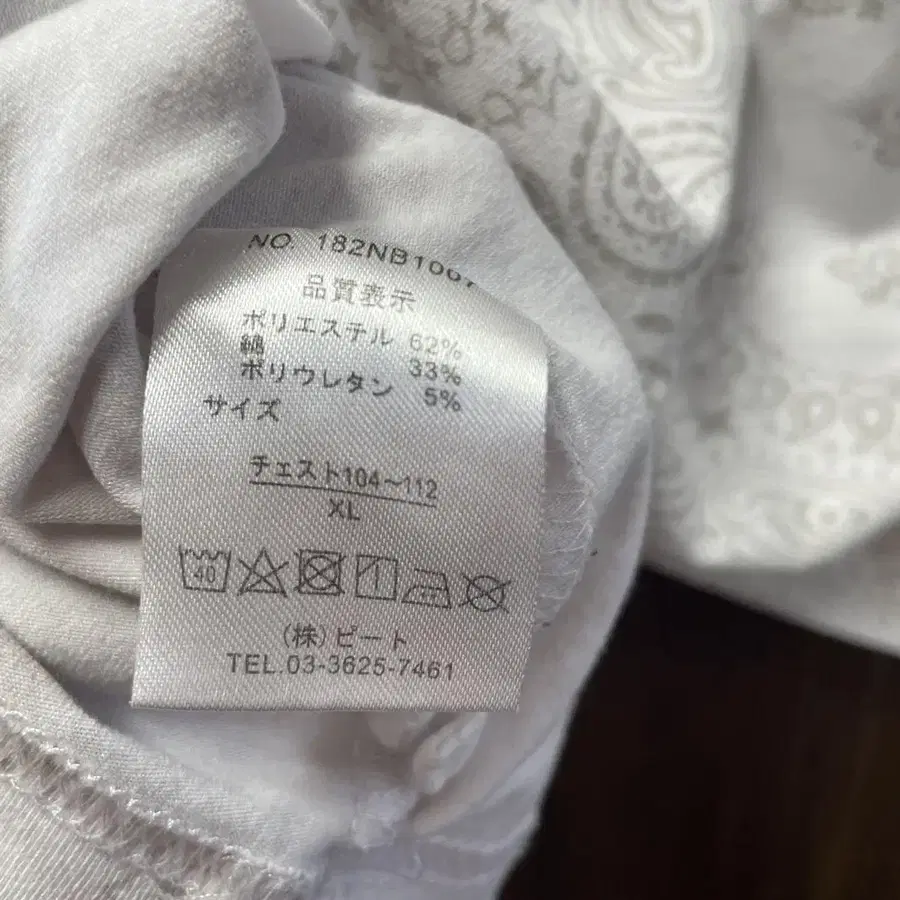 NO. 182NB1067
品質表示
ポリエステル 62%
綿 33%
ポリウレタン 5%
サイズ
チェスト104～112
XL
40
(株)ピート
TEL.03-3625-7461